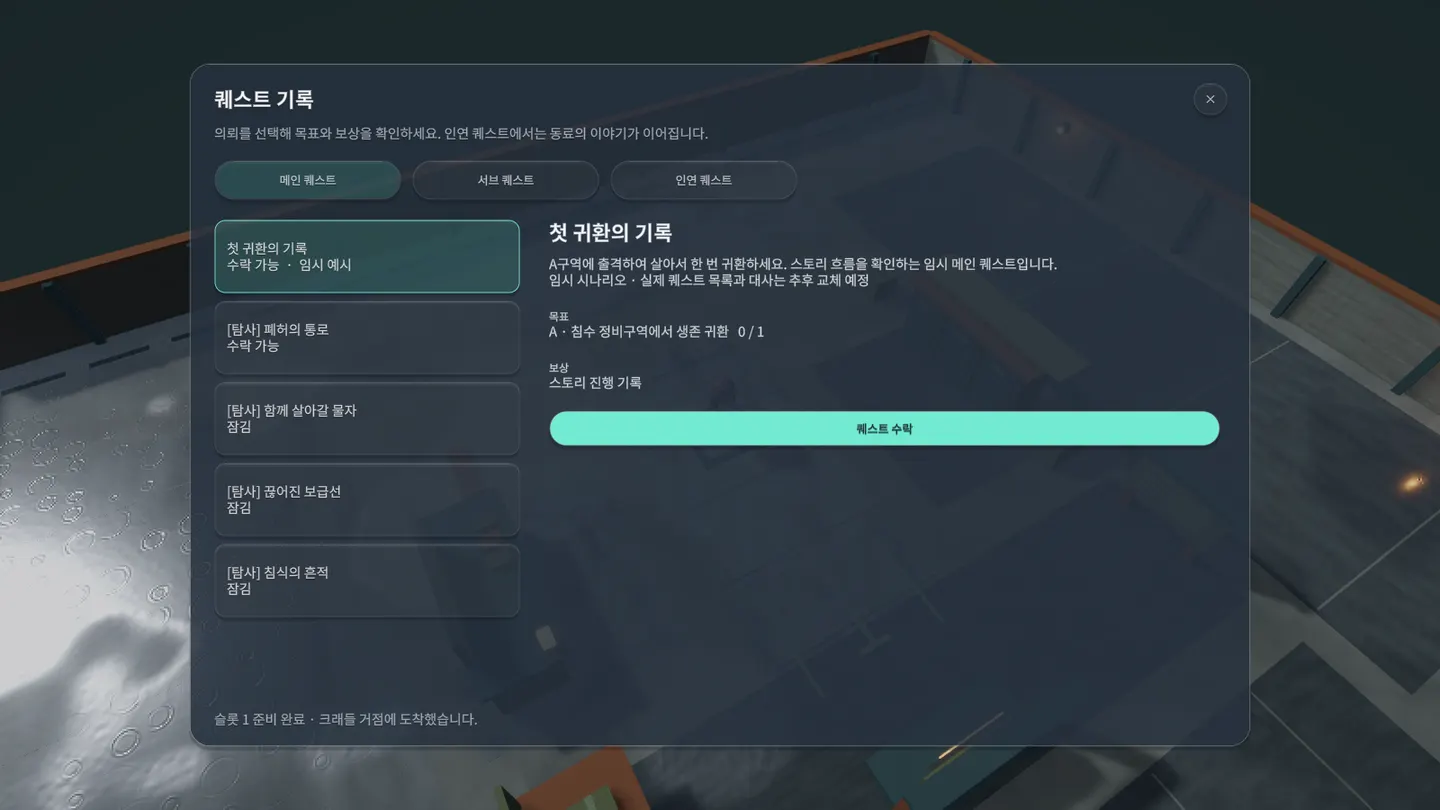 퀘스트 기록
의뢰를 선택해 목표와 보상을 확인하세요. 인연 퀘스트에서는 동료의 이야기가 이어집니다.
메인 퀘스트
서브 퀘스트
인연 퀘스트
첫 귀환의 기록
수락 가능 · 임시 예시
[탐사] 폐허의 통로
수락 가능
[탐사] 함께 살아갈 물자
잠김
[탐사] 끊어진 보급선
잠김
[탐사] 침식의 흔적
잠김
첫 귀환의 기록
A구역에 출격하여 살아서 한 번 귀환하세요. 스토리 흐름을 확인하는 임시 메인 퀘스트입니다.
임시 시나리오 · 실제 퀘스트 목록과 대사는 추후 교체 예정
목표
A · 침수 정비구역에서 생존 귀환 0 / 1
보상
스토리 진행 기록
퀘스트 수락
슬롯 1 준비 완료 · 크래들 거점에 도착했습니다.